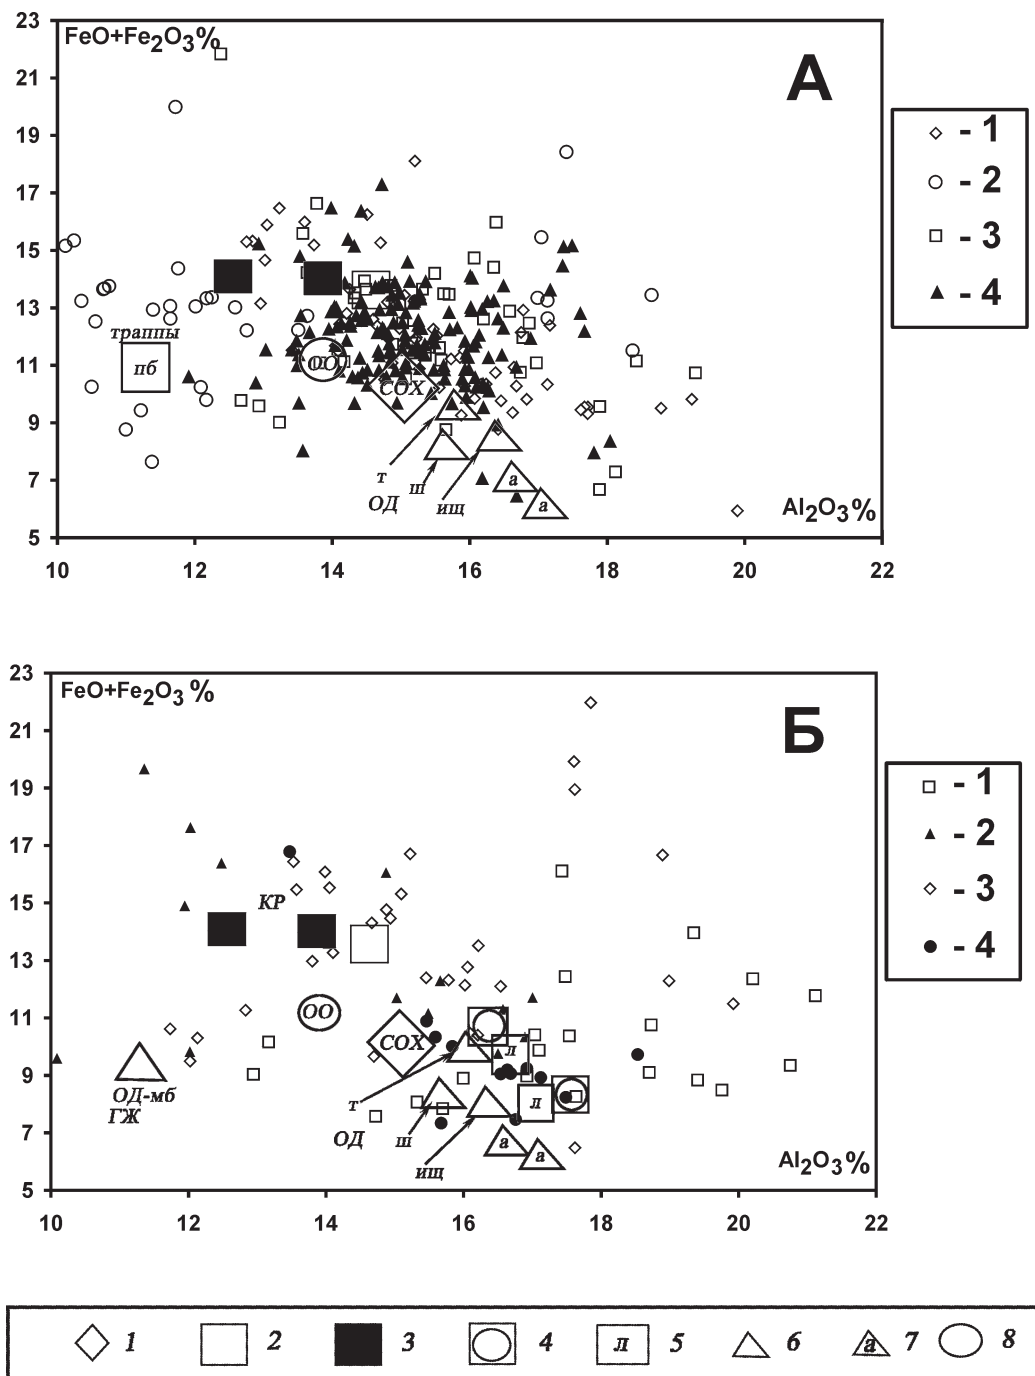 23
FeO+Fe2O3%
А
21
19
17
15
13
11
9
7
5
- 1
- 2
- 3
- 4
траппы
пб
ОО
СОХ
т
ш
ОД
ищ
а
а
Al2O3%
10 12 14 16 18 20 22
23
FeO+Fe2O3 %
Б
21
19
17
15
13
11
9
7
5
- 1
- 2
- 3
- 4
КР
ОО
СОХ
л
л
ОД-мб
ГЖ
т
ОД
ш
ищ
а
а
Al2O3%
10 12 14 16 18 20 22
1 2 3 4 л 5 6 а 7 8